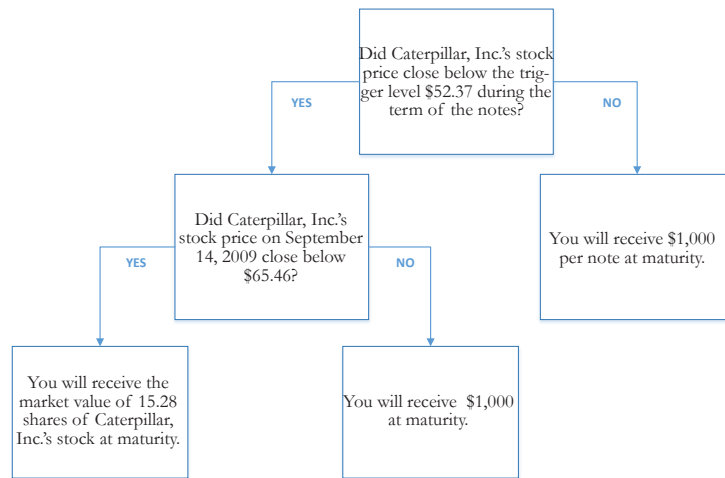 Did Caterpillar, Inc.'s stock
price close below the trig-
ger level $52.37 during the
term of the notes?
YES
NO
Did Caterpillar, Inc.'s
stock price on September
14, 2009 close below
$65.46?
You will receive $1,000
per note at maturity.
YES
NO
You will receive the
market value of 15.28
shares of Caterpillar,
Inc.'s stock at maturity.
You will receive  $1,000
at maturity.